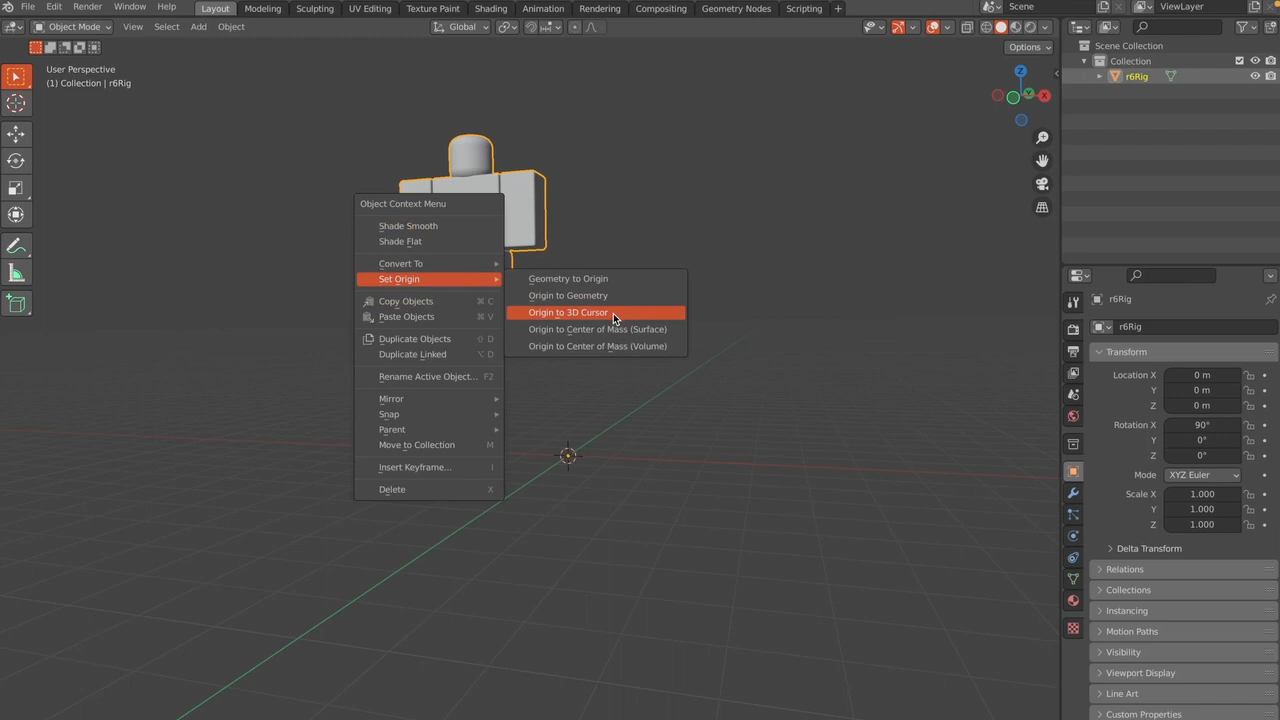 File Edit Render Window Help Layout Modeling Sculpting UV Editing Texture Paint Shading Animation Rendering Compositing Geometry Nodes Scripting + Scene ViewLayer
Object Mode View Select Add Object Global
Options
User Perspective
(1) Collection | r6Rig
Z
Y
X
Scene Collection
Collection
r6Rig
Object Context Menu
Shade Smooth
Shade Flat
Convert To
Set Origin
Copy Objects ⌘ C
Paste Objects ⌘ V
Duplicate Objects ⇧ D
Duplicate Linked ⌥ D
Rename Active Object... F2
Mirror
Snap
Parent
Move to Collection M
Insert Keyframe... I
Delete X
Geometry to Origin
Origin to Geometry
Origin to 3D Cursor
Origin to Center of Mass (Surface)
Origin to Center of Mass (Volume)
r6Rig
r6Rig
Transform
Location X 0 m
Y 0 m
Z 0 m
Rotation X 90°
Y 0°
Z 0°
Mode XYZ Euler
Scale X 1.000
Y 1.000
Z 1.000
Delta Transform
Relations
Collections
Instancing
Motion Paths
Visibility
Viewport Display
Line Art
Custom Properties